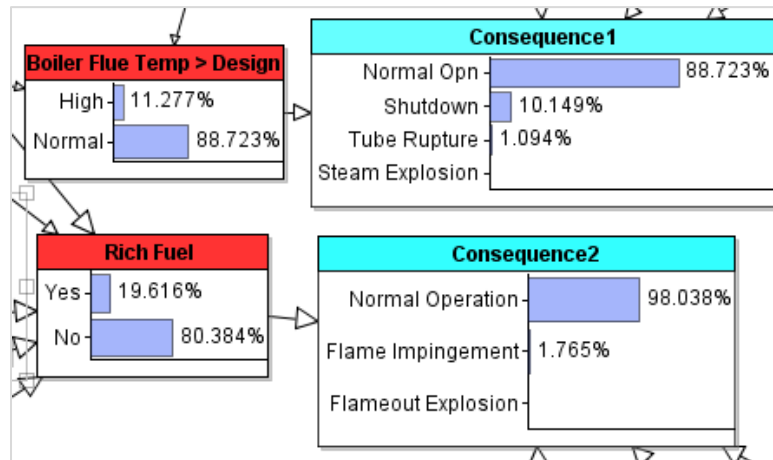 Boiler Flue Temp > Design
High 11.277%
Normal 88.723%
Consequence1
Normal Opn 88.723%
Shutdown 10.149%
Tube Rupture 1.094%
Steam Explosion
Rich Fuel
Yes 19.616%
No 80.384%
Consequence2
Normal Operation 98.038%
Flame Impingement 1.765%
Flameout Explosion